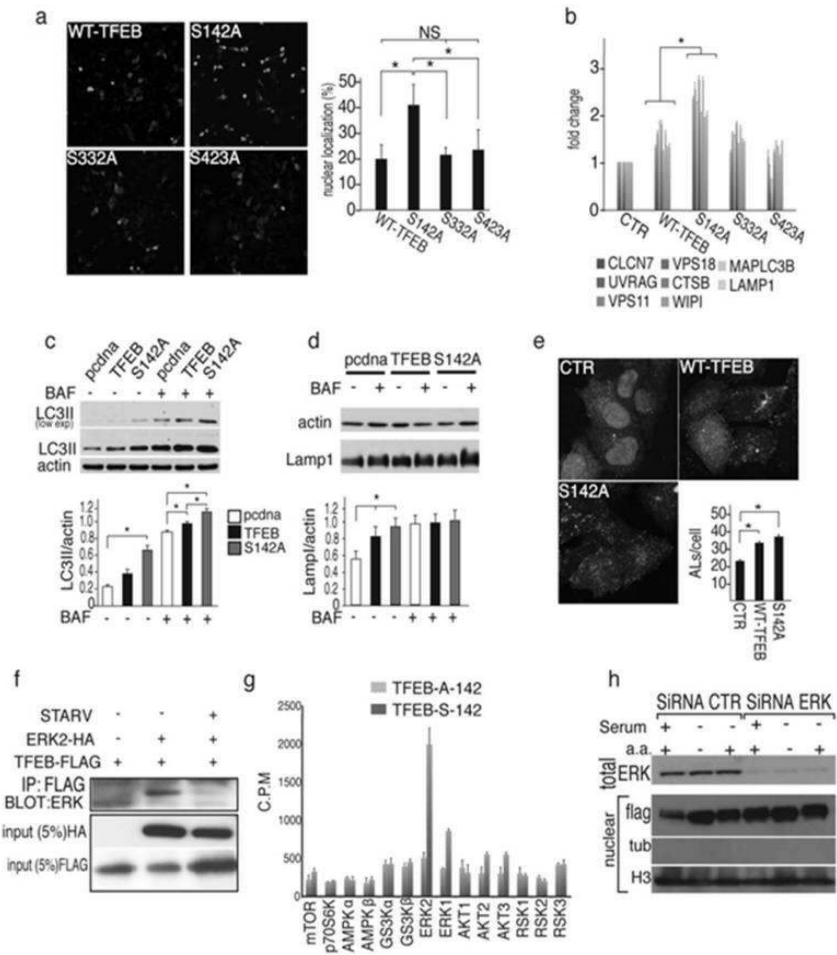 a
WT-TFEB
S142A
S332A
S423A
nuclear localization (%)
50
40
30
20
10
0
NS
*
*
*
WT-TFEB
S142A
S332A
S423A
b
fold change
3
2
1
0
*
CTR
WT-TFEB
S142A
S332A
S423A
CLCN7 VPS18 MAPLC3B
UVRAG CTSB LAMP1
VPS11 WIPI
c
pcdna TFEB S142A pcdna TFEB S142A
BAF - - - + + +
LC3II
(low exp)
LC3II
actin
LC3II/actin
1.2
1.0
0.8
0.6
0.4
0.2
0
*
*
*
*
pcdna
TFEB
S142A
BAF - - - + + +
d
pcdna TFEB S142A
BAF - + - + - +
actin
Lamp1
LampI/actin
1.2
1.0
0.8
0.6
0.4
0.2
0
*
BAF - - - + + +
e
CTR
WT-TFEB
S142A
ALs/cell
50
40
30
20
10
*
*
CTR
WT-TFEB
S142A
f
STARV - - +
ERK2-HA - + +
TFEB-FLAG + + +
IP: FLAG
BLOT:ERK
input (5%)HA
input (5%)FLAG
g
TFEB-A-142
TFEB-S-142
C.P.M
2500
2000
1500
1000
500
0
mTOR
p70S6K
AMPKα
AMPKβ
GS3Kα
GS3Kβ
ERK2
ERK1
AKT1
AKT2
AKT3
RSK1
RSK2
RSK3
h
SiRNA CTR SiRNA ERK
Serum + - - + - -
a.a. + - + + - +
total
ERK
nuclear
flag
tub
H3